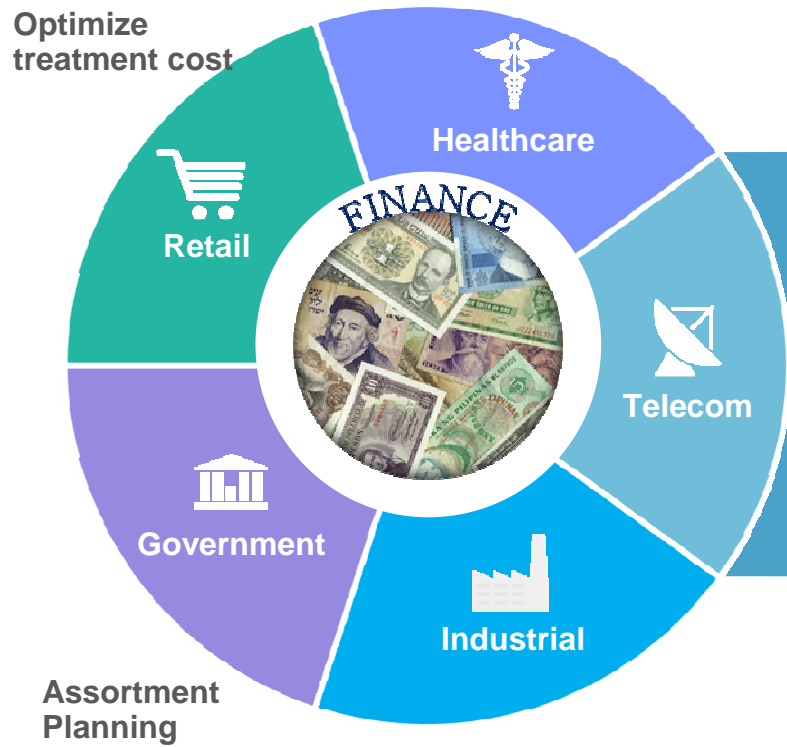 Optimize
treatment cost
Healthcare
FINANCE
Retail
Telecom
Government
Industrial
Assortment
Planning